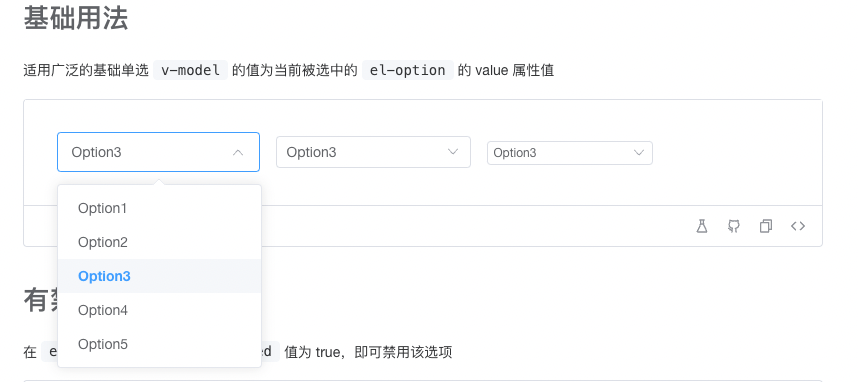 基础用法
适用广泛的基础单选 v-model 的值为当前被选中的 el-option 的 value 属性值
Option3 Option3 Option3
Option1
Option2
Option3
Option4
Option5
有
在 e d 值为 true，即可禁用该选项